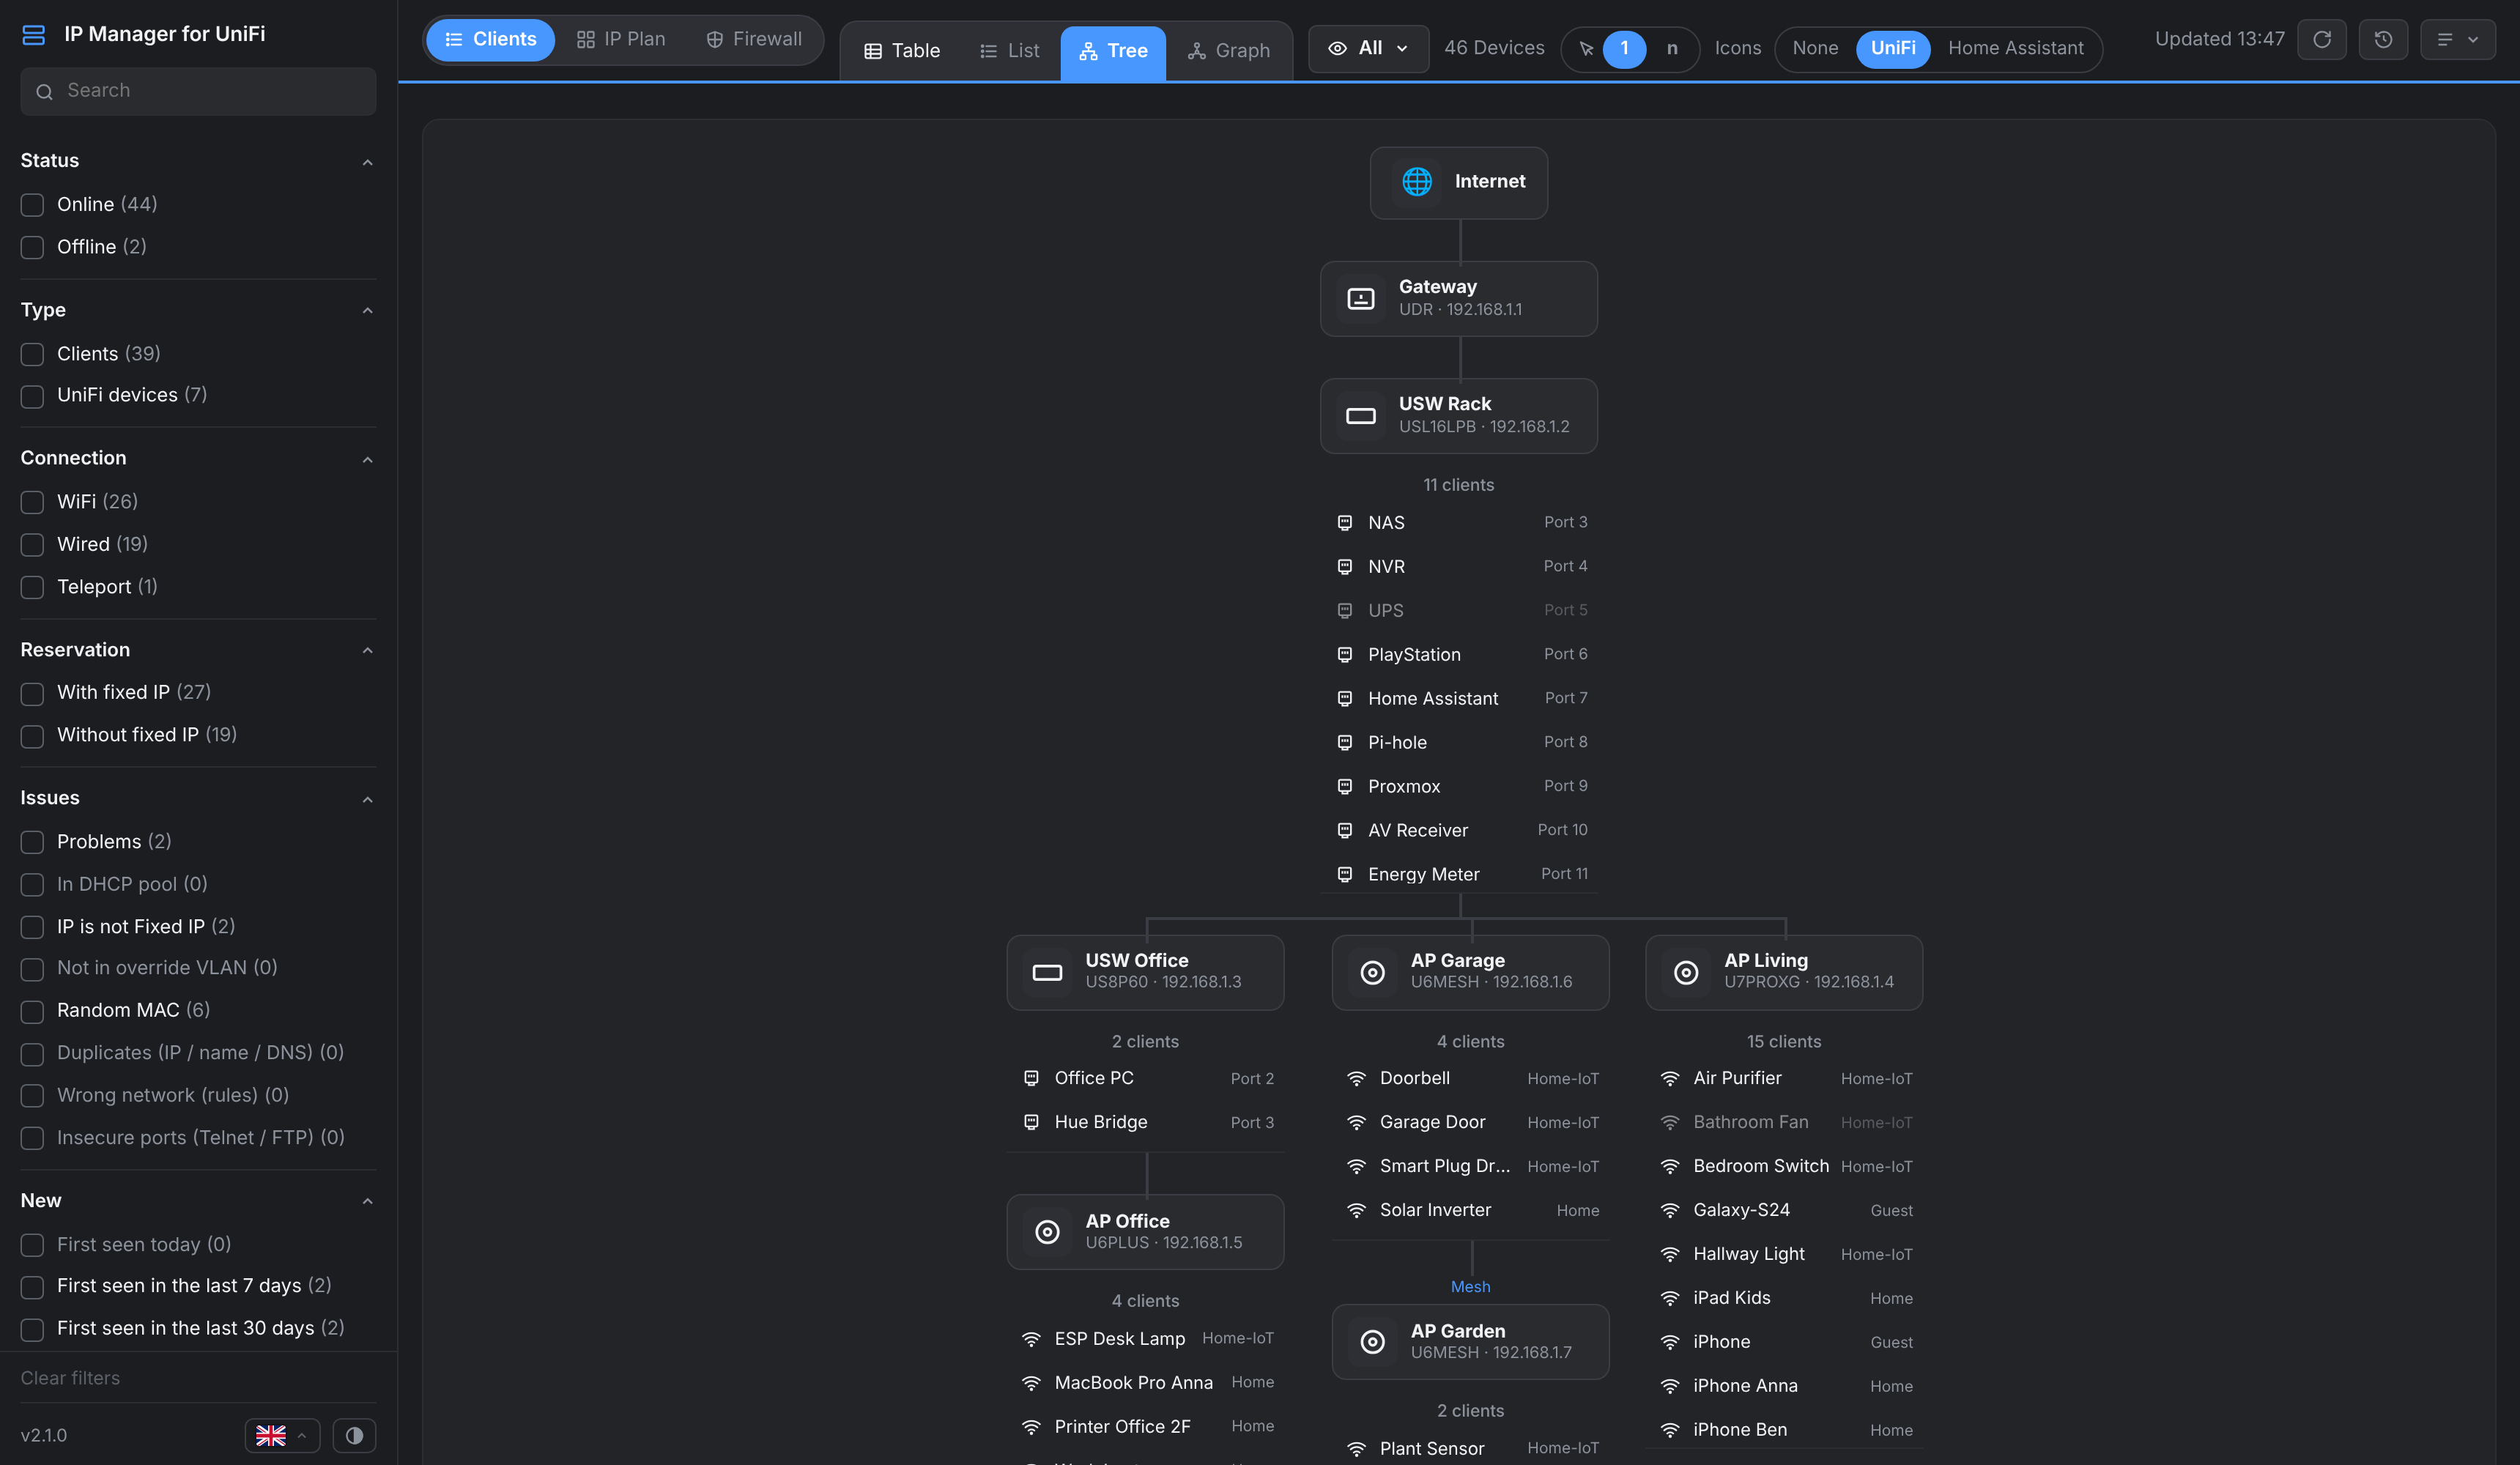 IP Manager for UniFi
Search
Status
Online (44)
Offline (2)
Type
Clients (39)
UniFi devices (7)
Connection
WiFi (26)
Wired (19)
Teleport (1)
Reservation
With fixed IP (27)
Without fixed IP (19)
Issues
Problems (2)
In DHCP pool (0)
IP is not Fixed IP (2)
Not in override VLAN (0)
Random MAC (6)
Duplicates (IP / name / DNS) (0)
Wrong network (rules) (0)
Insecure ports (Telnet / FTP) (0)
New
First seen today (0)
First seen in the last 7 days (2)
First seen in the last 30 days (2)
Clear filters
v2.1.0
Clients IP Plan Firewall Table List Tree Graph All 46 Devices 1 n Icons None UniFi Home Assistant Updated 13:47
Internet
Gateway
UDR · 192.168.1.1
USW Rack
USL16LPB · 192.168.1.2
11 clients
NAS Port 3
NVR Port 4
UPS Port 5
PlayStation Port 6
Home Assistant Port 7
Pi-hole Port 8
Proxmox Port 9
AV Receiver Port 10
Energy Meter Port 11
USW Office
US8P60 · 192.168.1.3
2 clients
Office PC Port 2
Hue Bridge Port 3
AP Office
U6PLUS · 192.168.1.5
4 clients
ESP Desk Lamp Home-IoT
MacBook Pro Anna Home
Printer Office 2F Home
AP Garage
U6MESH · 192.168.1.6
4 clients
Doorbell Home-IoT
Garage Door Home-IoT
Smart Plug Dr... Home-IoT
Solar Inverter Home
Mesh
AP Garden
U6MESH · 192.168.1.7
2 clients
Plant Sensor Home-IoT
AP Living
U7PROXG · 192.168.1.4
15 clients
Air Purifier Home-IoT
Bathroom Fan Home-IoT
Bedroom Switch Home-IoT
Galaxy-S24 Guest
Hallway Light Home-IoT
iPad Kids Home
iPhone Guest
iPhone Anna Home
iPhone Ben Home